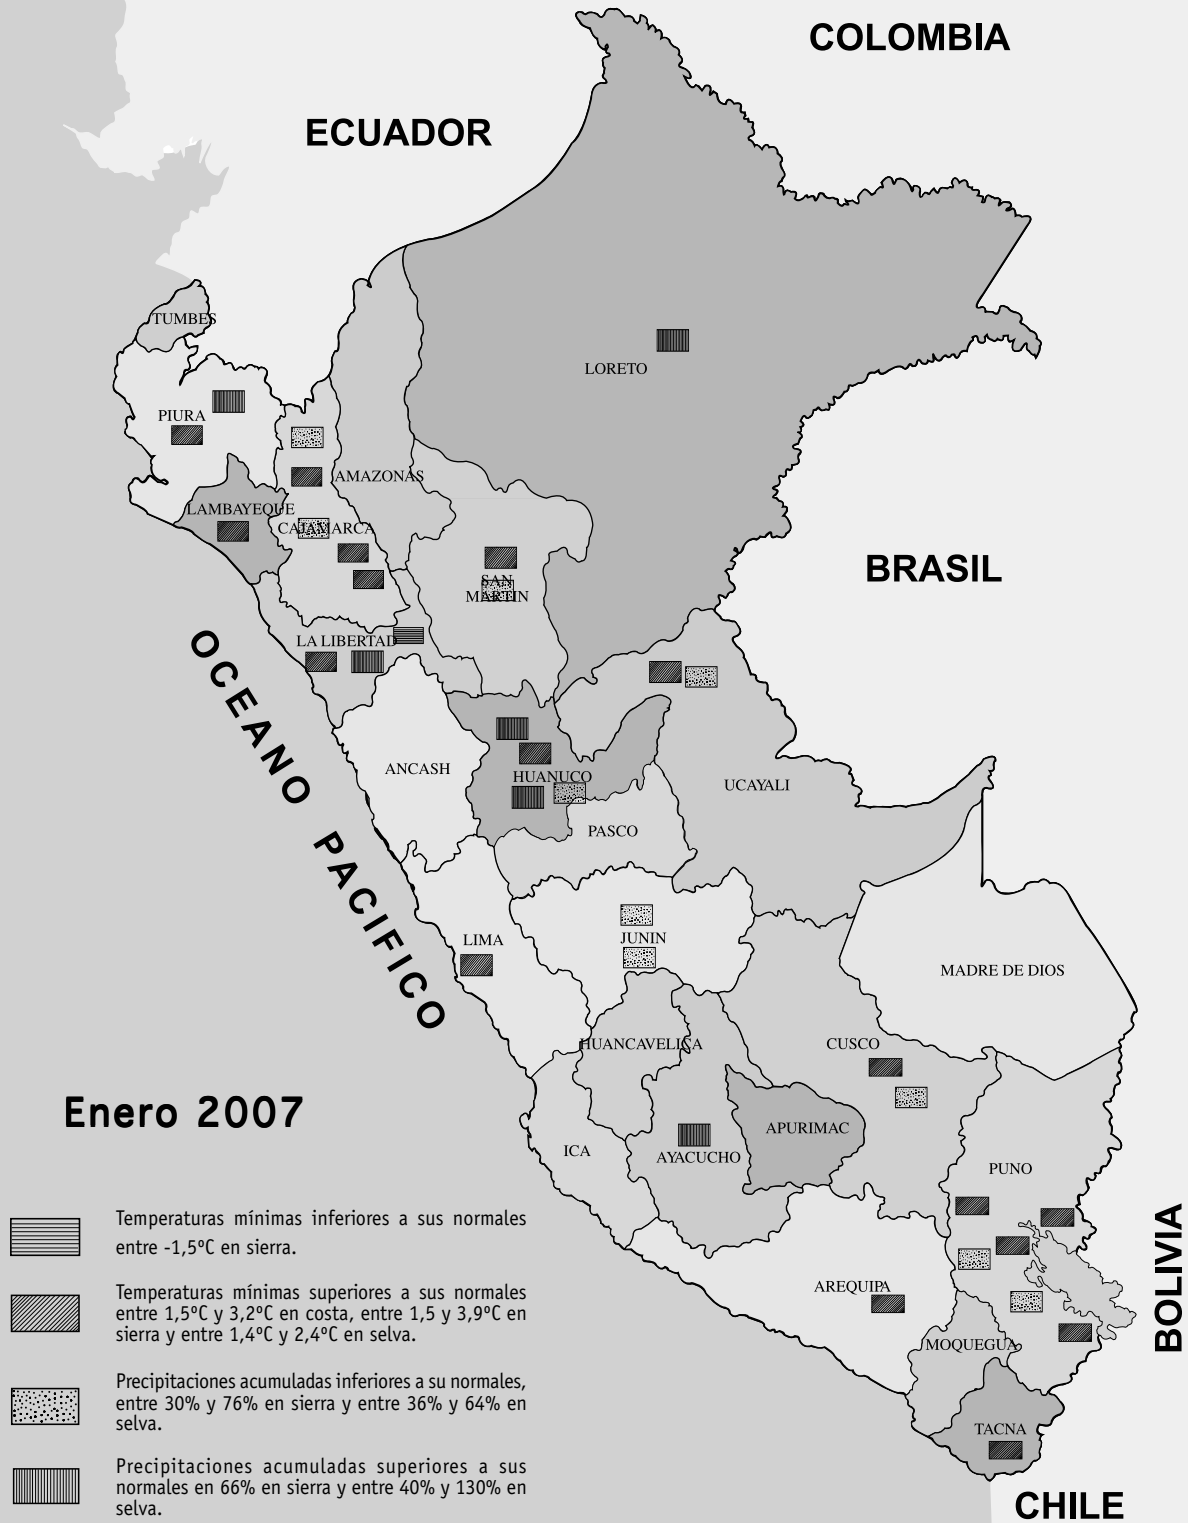 COLOMBIA
ECUADOR
TUMBES
LORETO
PIURA
AMAZONAS
LAMBAYEQUE
CAJAMARCA
BRASIL
SAN
MARTIN
LA LIBERTAD
OCEANO PACIFICO
ANCASH
HUANUCO
UCAYALI
PASCO
LIMA
JUNIN
MADRE DE DIOS
HUANCAVELICA
CUSCO
Enero 2007
ICA
AYACUCHO
APURIMAC
PUNO
BOLIVIA
AREQUIPA
MOQUEGUA
TACNA
CHILE
Temperaturas mínimas inferiores a sus normales
entre -1,5ºC en sierra.
Temperaturas mínimas superiores a sus normales
entre 1,5ºC y 3,2ºC en costa, entre 1,5 y 3,9ºC en
sierra y entre 1,4ºC y 2,4ºC en selva.
Precipitaciones acumuladas inferiores a su normales,
entre 30% y 76% en sierra y entre 36% y 64% en
selva.
Precipitaciones acumuladas superiores a sus
normales en 66% en sierra y entre 40% y 130% en
selva.